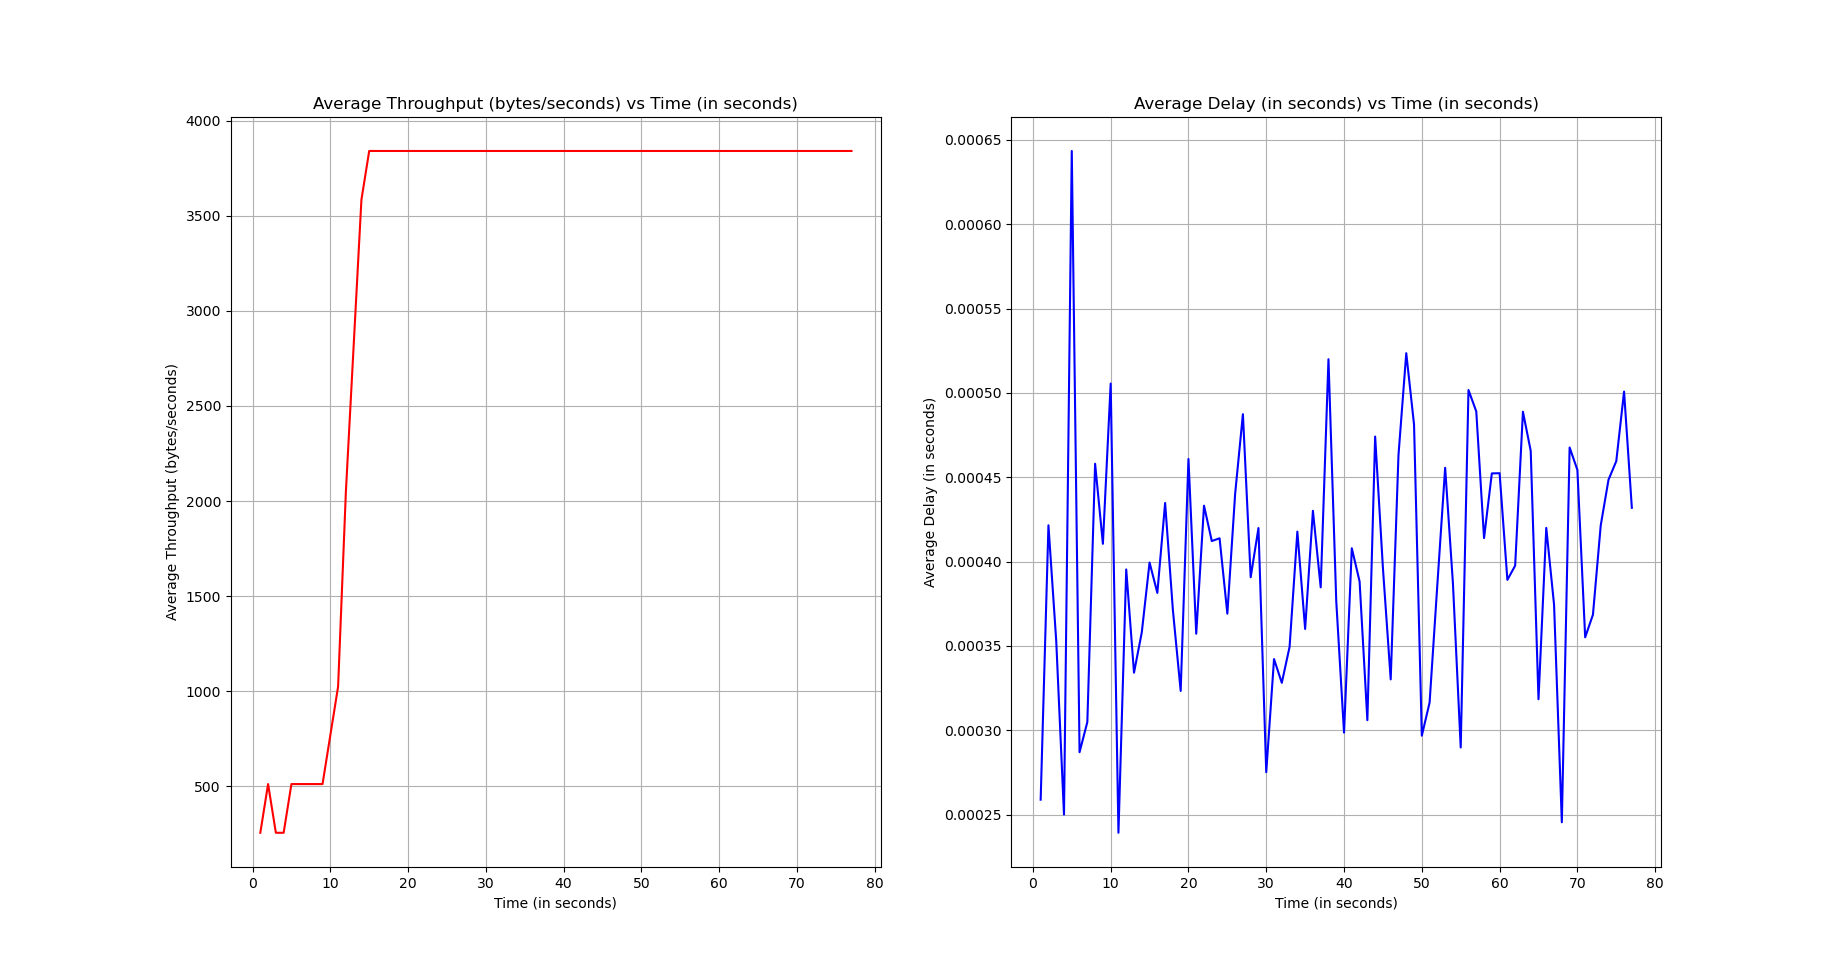 Average Throughput (bytes/seconds) vs Time (in seconds)
4000
3500
3000
2500
2000
1500
1000
500
Average Throughput (bytes/seconds)
0 10 20 30 40 50 60 70 80
Time (in seconds)
Average Delay (in seconds) vs Time (in seconds)
0.00065
0.00060
0.00055
0.00050
0.00045
0.00040
0.00035
0.00030
0.00025
Average Delay (in seconds)
0 10 20 30 40 50 60 70 80
Time (in seconds)